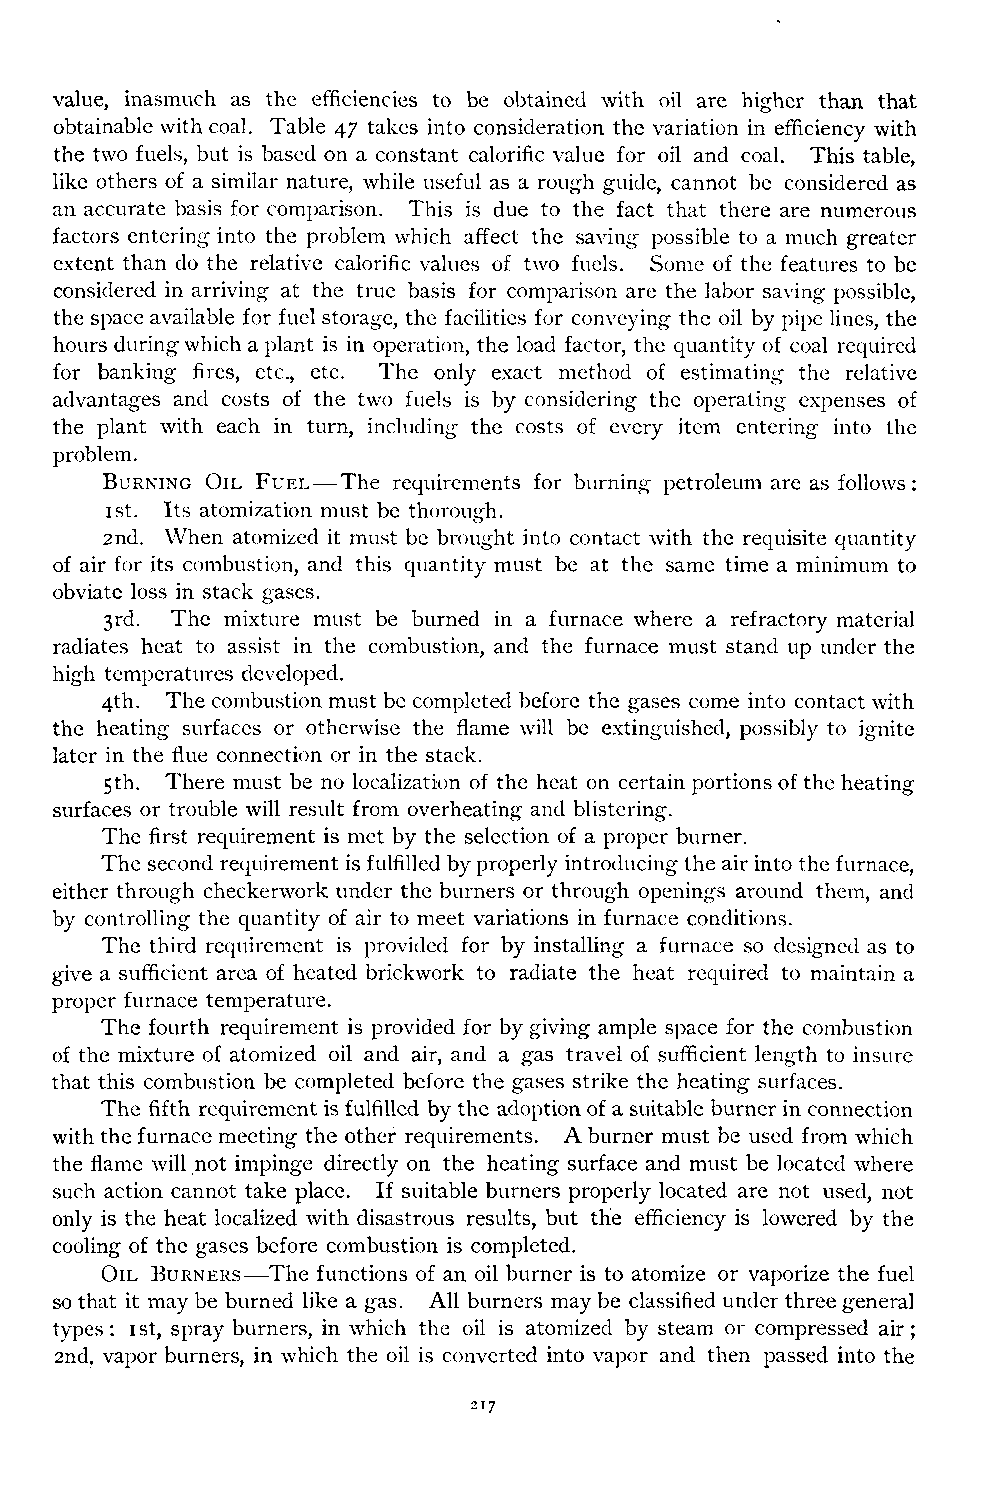 value, inasmuch as the efficiencies to be obtained with oil are higher than that
obtainable with coal. Table 47 takes into consideration the variation in efficiency with
the two fuels, but is based on a constant calorific value for oil and coal. This table,
like others of a similar nature, while useful as a rough guide, cannot be considered as
an accurate basis for comparison. This is due to the fact that there are numerous
factors entering into the problem which affect the saving possible to a much greater
extent than do the relative calorific values of two fuels. Some of the features to be
considered in arriving at the true basis for comparison are the labor saving possible,
the space available for fuel storage, the facilities for conveying the oil by pipe lines, the
hours during which a plant is in operation, the load factor, the quantity of coal required
for banking fires, etc., etc. The only exact method of estimating the relative
advantages and costs of the two fuels is by considering the operating expenses of
the plant with each in turn, including the costs of every item entering into the
problem.
BURNING OIL FUEL—The requirements for burning petroleum are as follows:
1st. Its atomization must be thorough.
2nd. When atomized it must be brought into contact with the requisite quantity
of air for its combustion, and this quantity must be at the same time a minimum to
obviate loss in stack gases.
3rd. The mixture must be burned in a furnace where a refractory material
radiates heat to assist in the combustion, and the furnace must stand up under the
high temperatures developed.
4th. The combustion must be completed before the gases come into contact with
the heating surfaces or otherwise the flame will be extinguished, possibly to ignite
later in the flue connection or in the stack.
5th. There must be no localization of the heat on certain portions of the heating
surfaces or trouble will result from overheating and blistering.
The first requirement is met by the selection of a proper burner.
The second requirement is fulfilled by properly introducing the air into the furnace,
either through checkerwork under the burners or through openings around them, and
by controlling the quantity of air to meet variations in furnace conditions.
The third requirement is provided for by installing a furnace so designed as to
give a sufficient area of heated brickwork to radiate the heat required to maintain a
proper furnace temperature.
The fourth requirement is provided for by giving ample space for the combustion
of the mixture of atomized oil and air, and a gas travel of sufficient length to insure
that this combustion be completed before the gases strike the heating surfaces.
The fifth requirement is fulfilled by the adoption of a suitable burner in connection
with the furnace meeting the other requirements. A burner must be used from which
the flame will not impinge directly on the heating surface and must be located where
such action cannot take place. If suitable burners properly located are not used, not
only is the heat localized with disastrous results, but the efficiency is lowered by the
cooling of the gases before combustion is completed.
OIL BURNERS—The functions of an oil burner is to atomize or vaporize the fuel
so that it may be burned like a gas. All burners may be classified under three general
types: 1st, spray burners, in which the oil is atomized by steam or compressed air;
2nd, vapor burners, in which the oil is converted into vapor and then passed into the
217